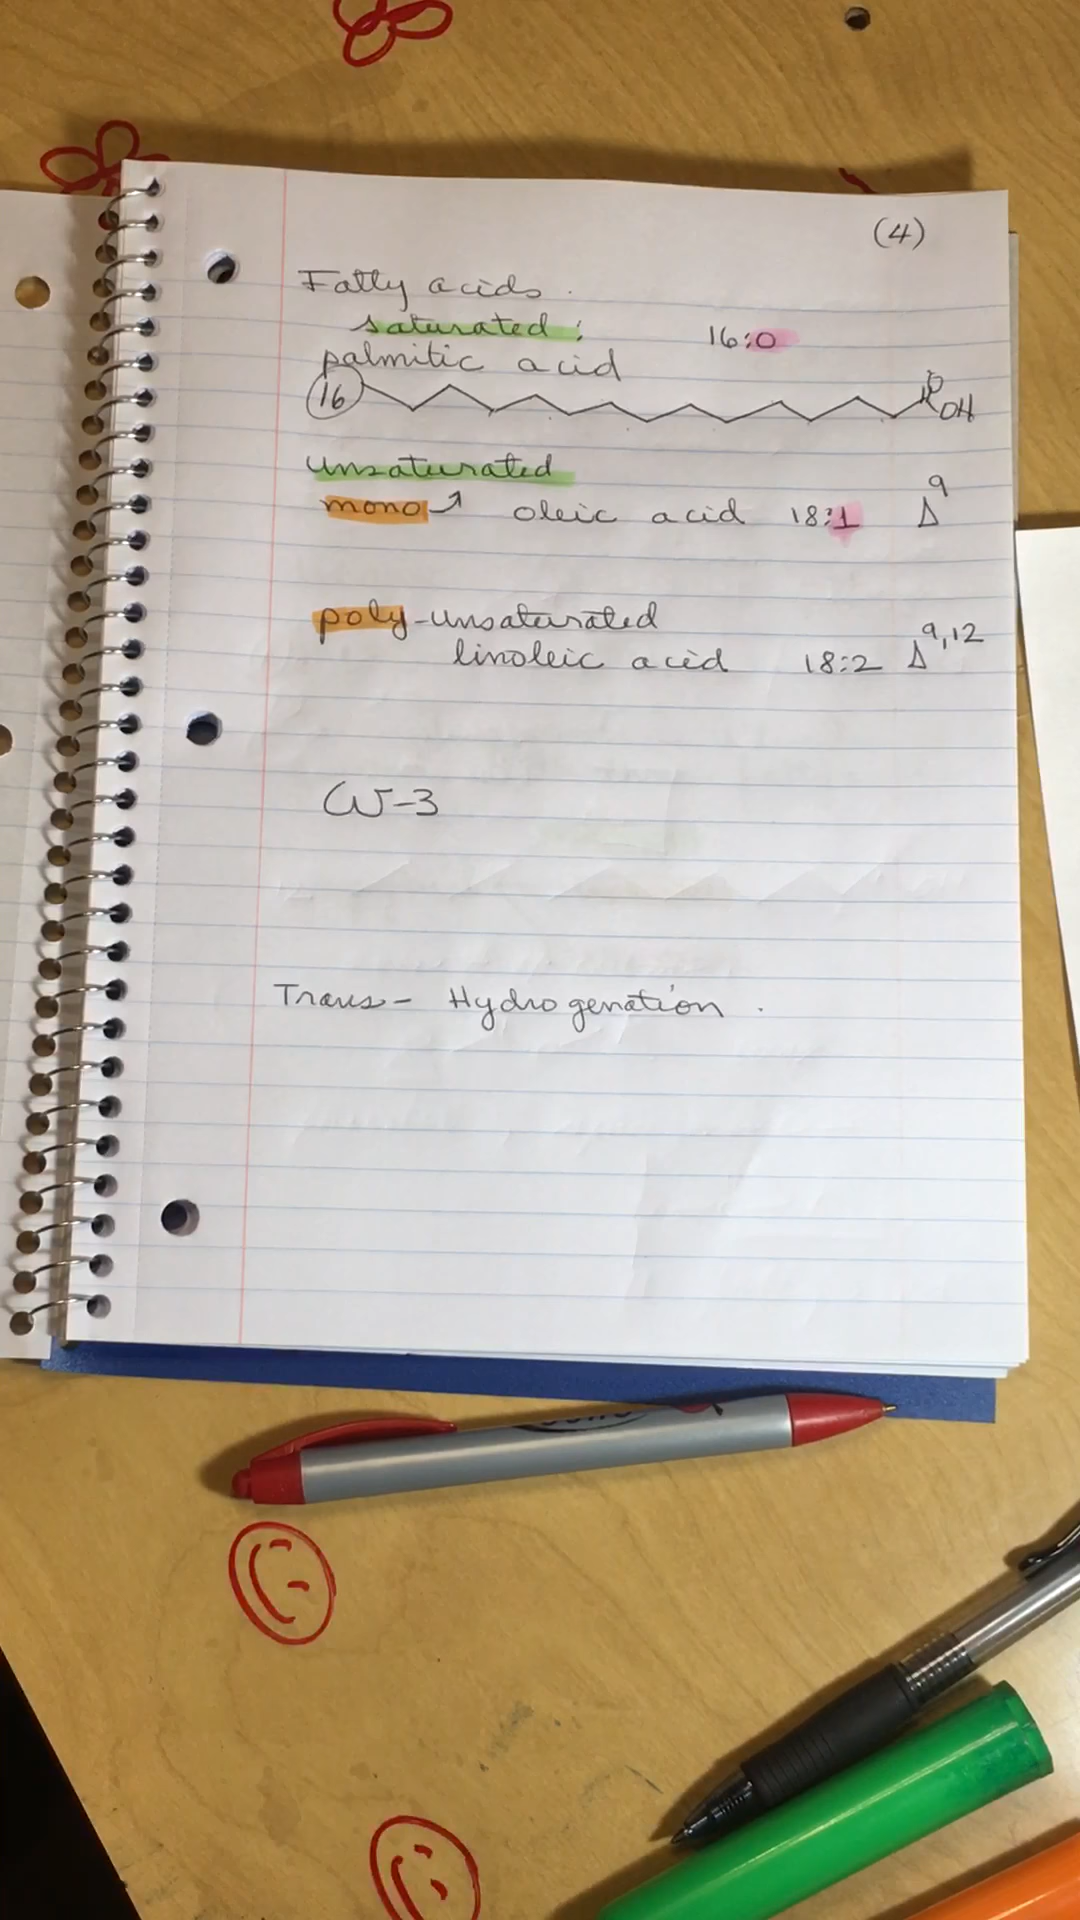 (4)
Fatty acids.
saturated: 16:0
palmitic acid
16 O OH
unsaturated
mono oleic acid 18:1 Δ9
poly-unsaturated
linoleic acid 18:2 Δ9,12
ω-3
Trans- Hydrogenation.